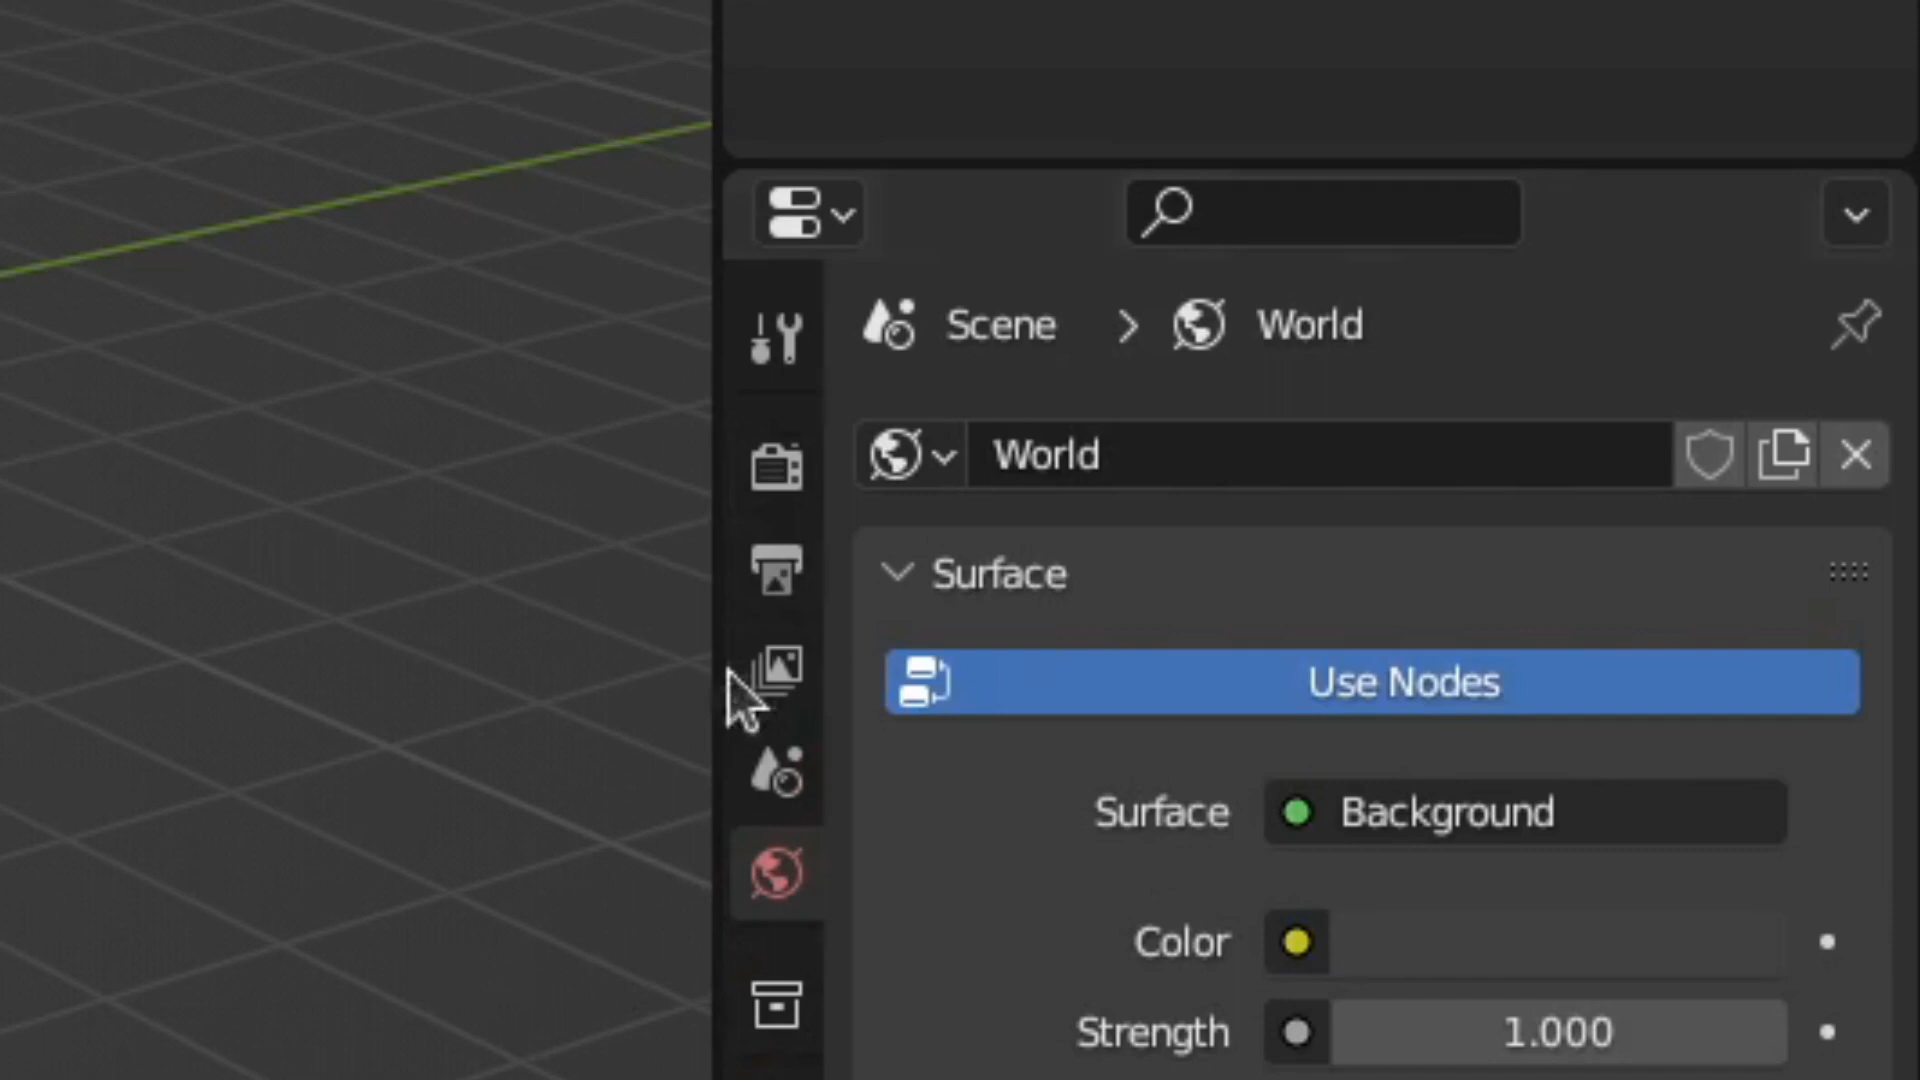 Scene > World
World
Surface
Use Nodes
Surface Background
Color
Strength 1.000